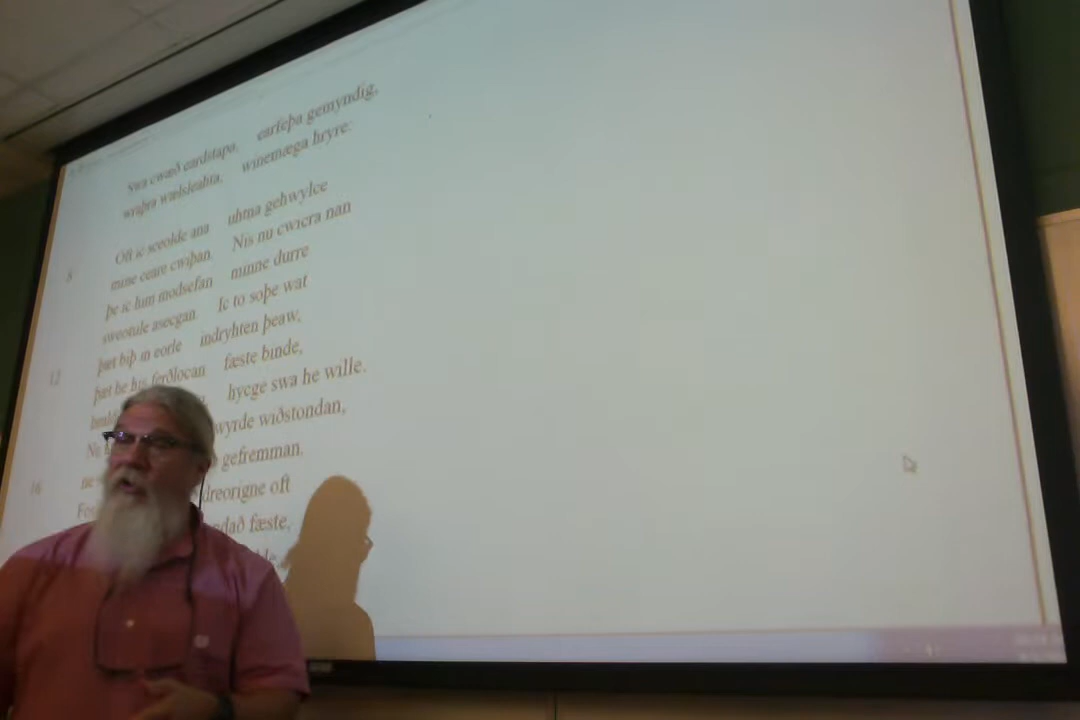 Swa cwæð eardstapa, earfeþa gemyndig,
wraþra wælsleahta, winemæga hryre:
Oft ic sceolde ana uhtna gehwylce
8 mine ceare cwiþan. Nis nu cwicra nan
þe ic him modsefan minne durre
sweotule asecgan. Ic to soþe wat
þæt biþ in eorle indryhten þeaw,
12 þæt he his ferðlocan fæste binde,
hycge swa he wille.
wyrde wiðstondan,
gefremman.
16 dreorigne oft
fæste,